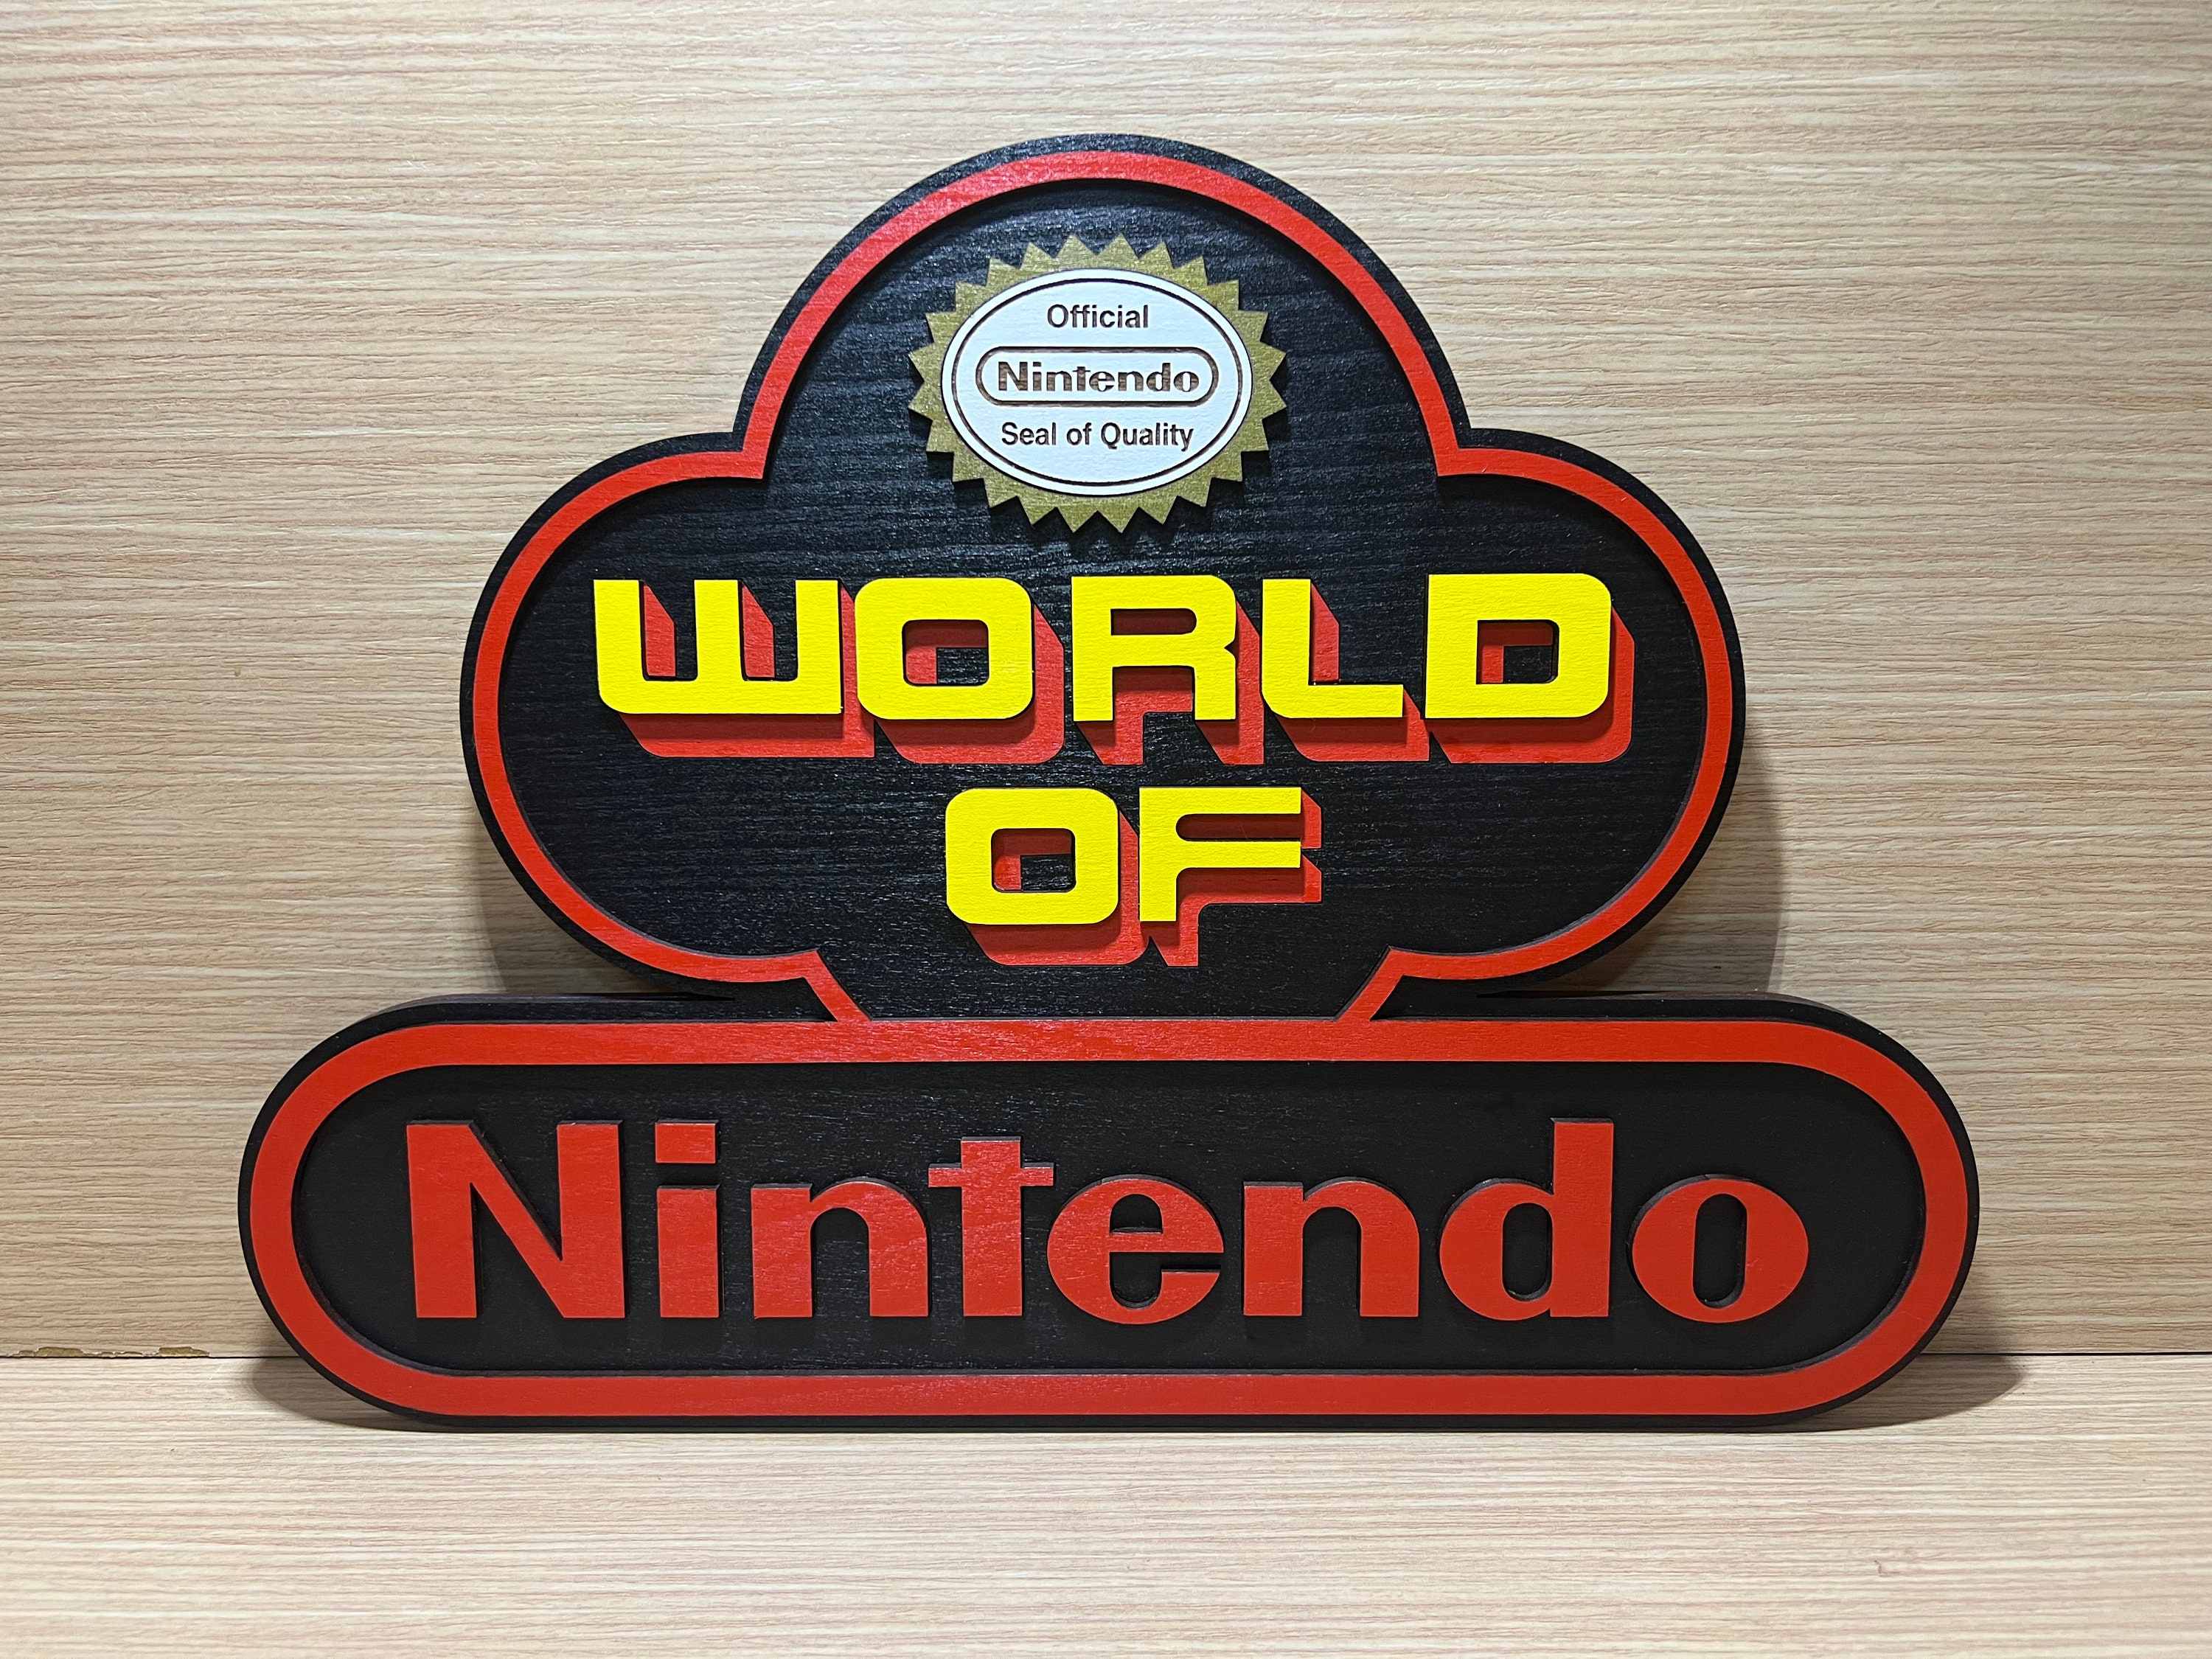 Official
Nintendo
Seal of Quality
WORLD
OF
Nintendo